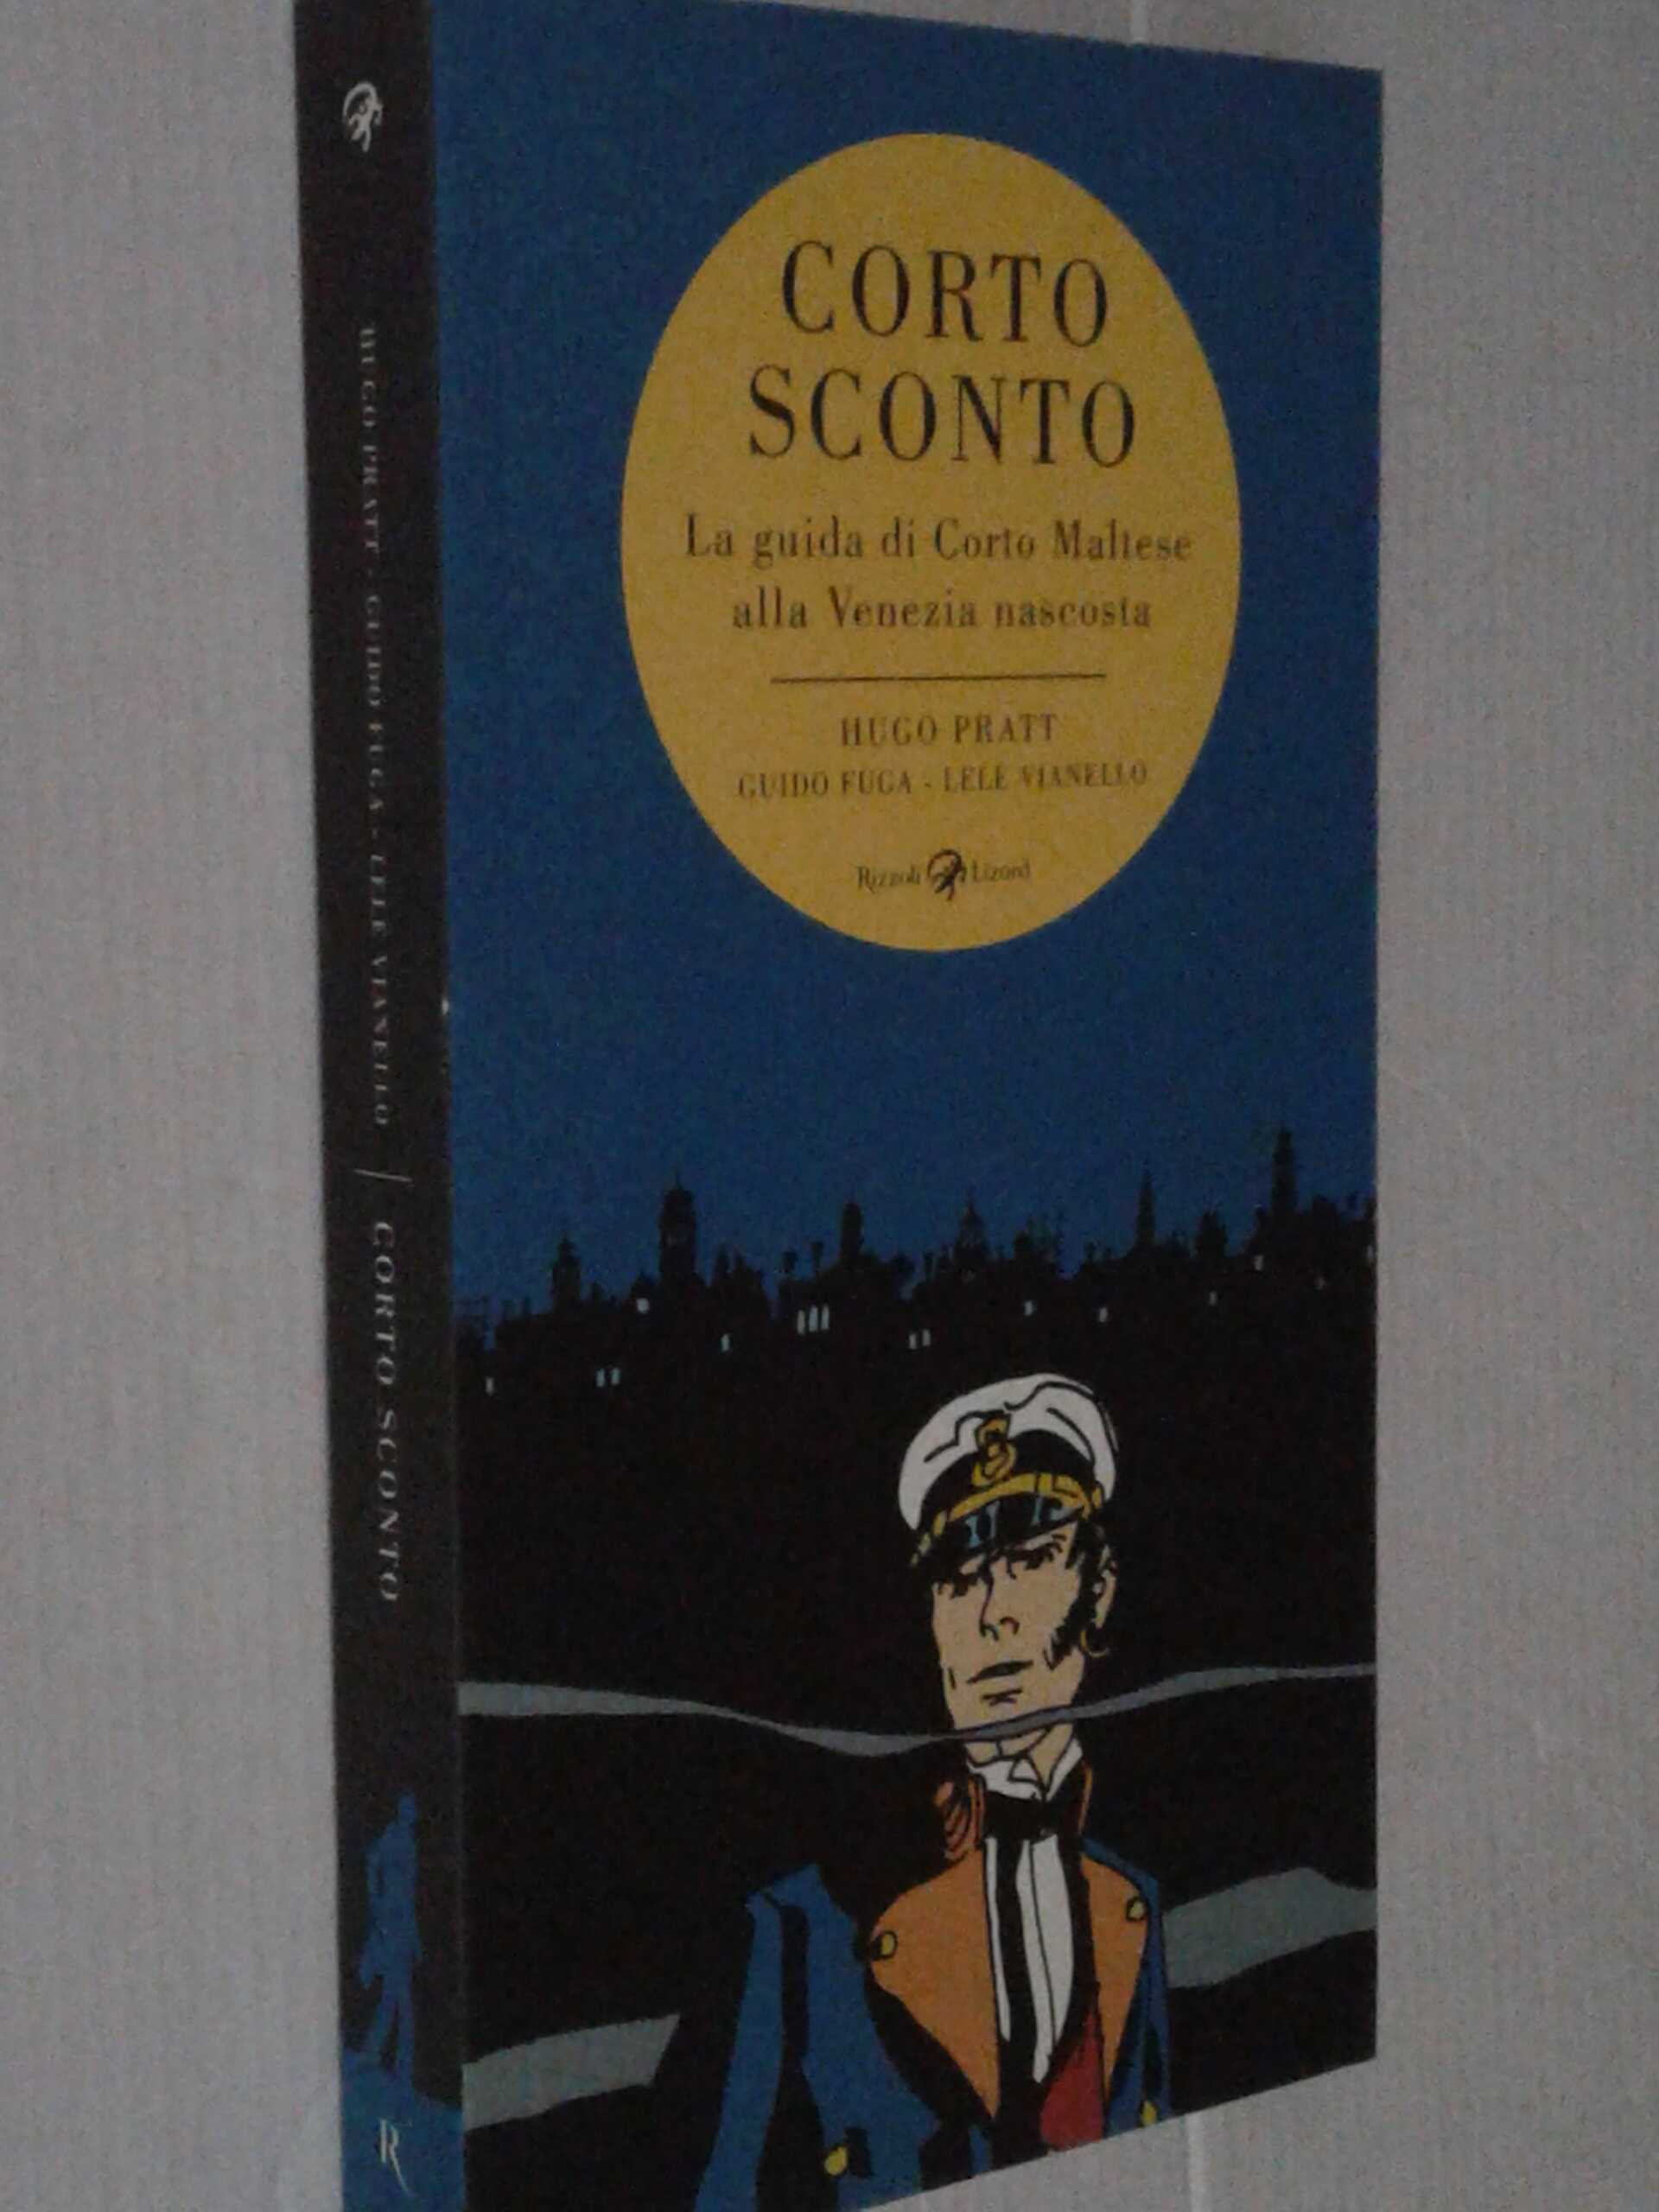 CORTO
SCONTO
La guida di Corto Maltese
alla Venezia nascosta
HUGO PRATT
GUIDO FUGA - LELE VIANELLO
Rizzoli Lizard
HUGO PRATT - GUIDO FUGA - LELE VIANELLO | CORTO SCONTO
R